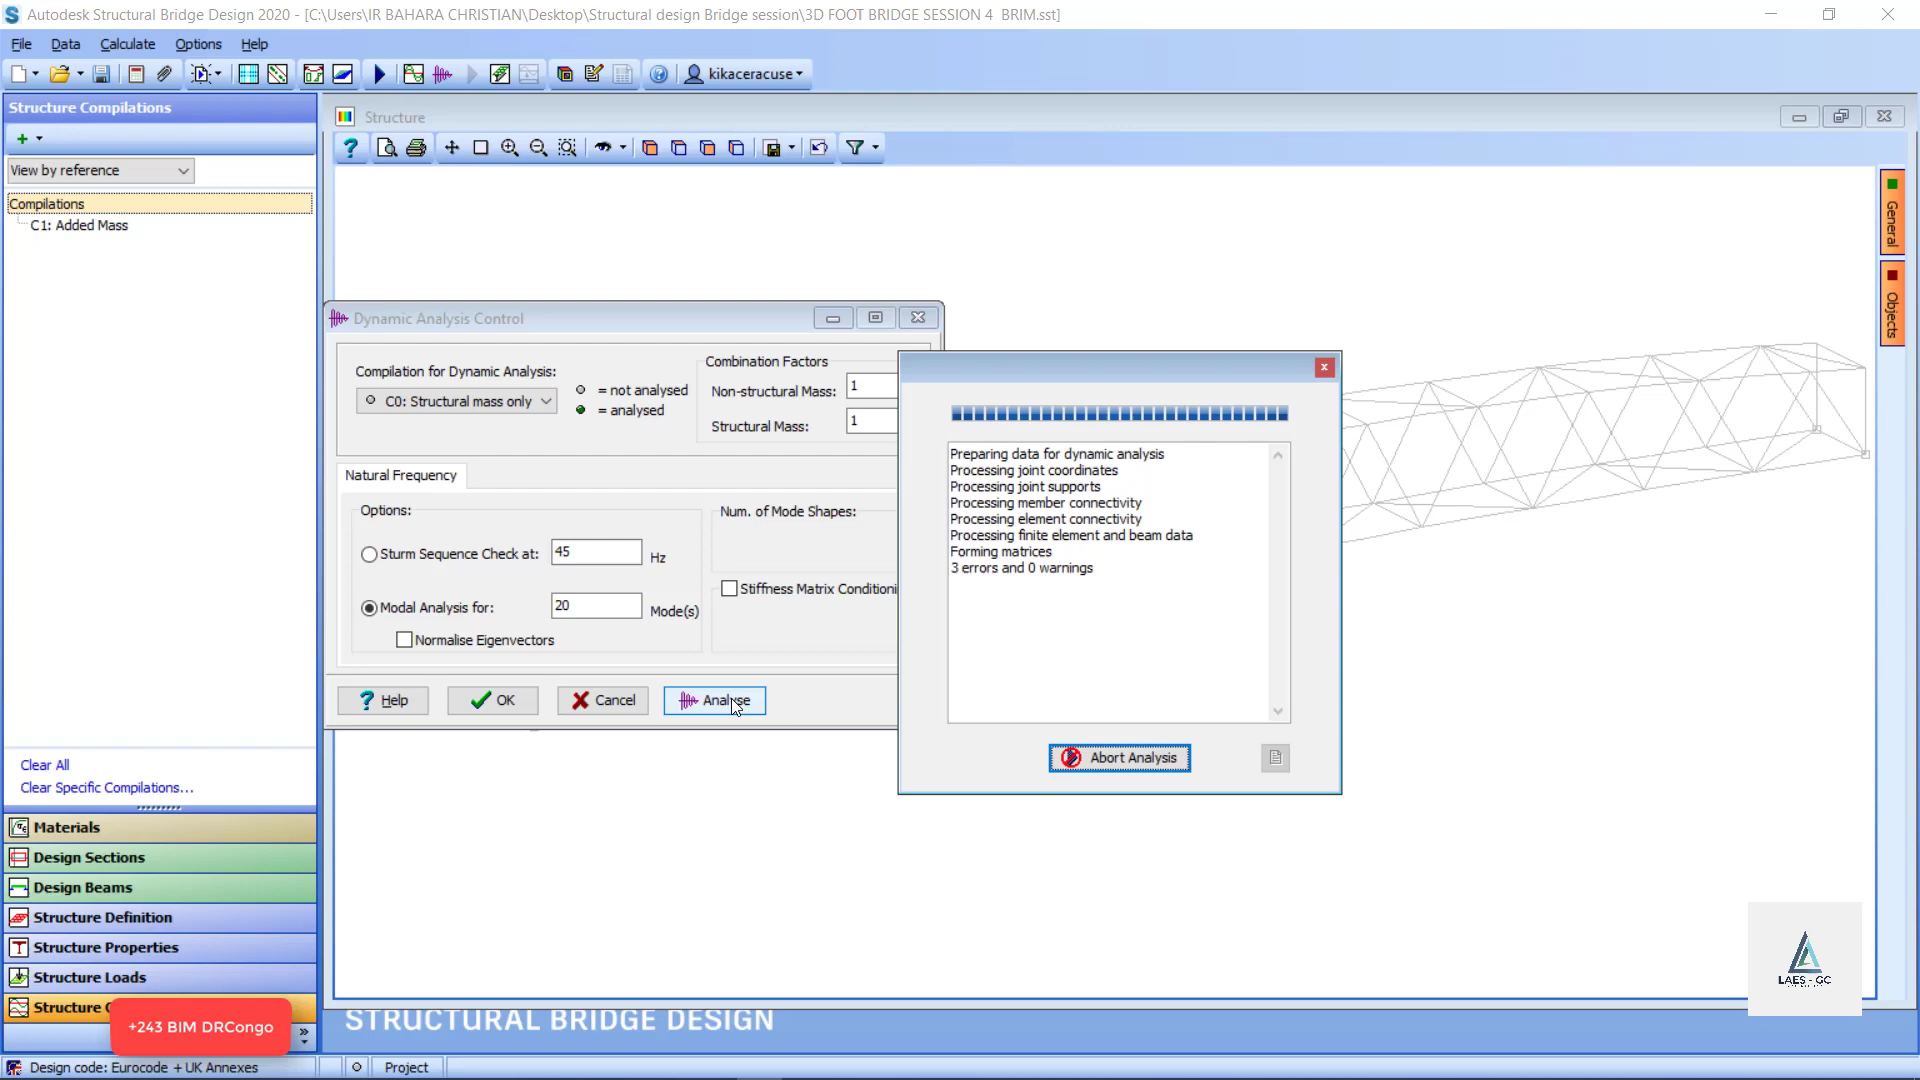 Autodesk Structural Bridge Design 2020 - [C:\Users\IR BAHARA CHRISTIAN\Desktop\Structural design Bridge session\3D FOOT BRIDGE SESSION 4 BRIM.sst]
File Data Calculate Options Help
kikaceracuse
Structure Compilations
Structure
View by reference
Compilations
C1: Added Mass
General
Objects
Dynamic Analysis Control
Compilation for Dynamic Analysis:
C0: Structural mass only
= not analysed
= analysed
Combination Factors
Non-structural Mass: 1
Structural Mass: 1
Natural Frequency
Options:
Sturm Sequence Check at: 45 Hz
Modal Analysis for: 20 Mode(s)
Normalise Eigenvectors
Num. of Mode Shapes:
Stiffness Matrix Conditioni
Help OK Cancel Analyse
Preparing data for dynamic analysis
Processing joint coordinates
Processing joint supports
Processing member connectivity
Processing element connectivity
Processing finite element and beam data
Forming matrices
3 errors and 0 warnings
Abort Analysis
Clear All
Clear Specific Compilations...
Materials
Design Sections
Design Beams
Structure Definition
Structure Properties
Structure Loads
Structure C
+243 BIM DRCongo
STRUCTURAL BRIDGE DESIGN
LAES - GC
Design code: Eurocode + UK Annexes
Project